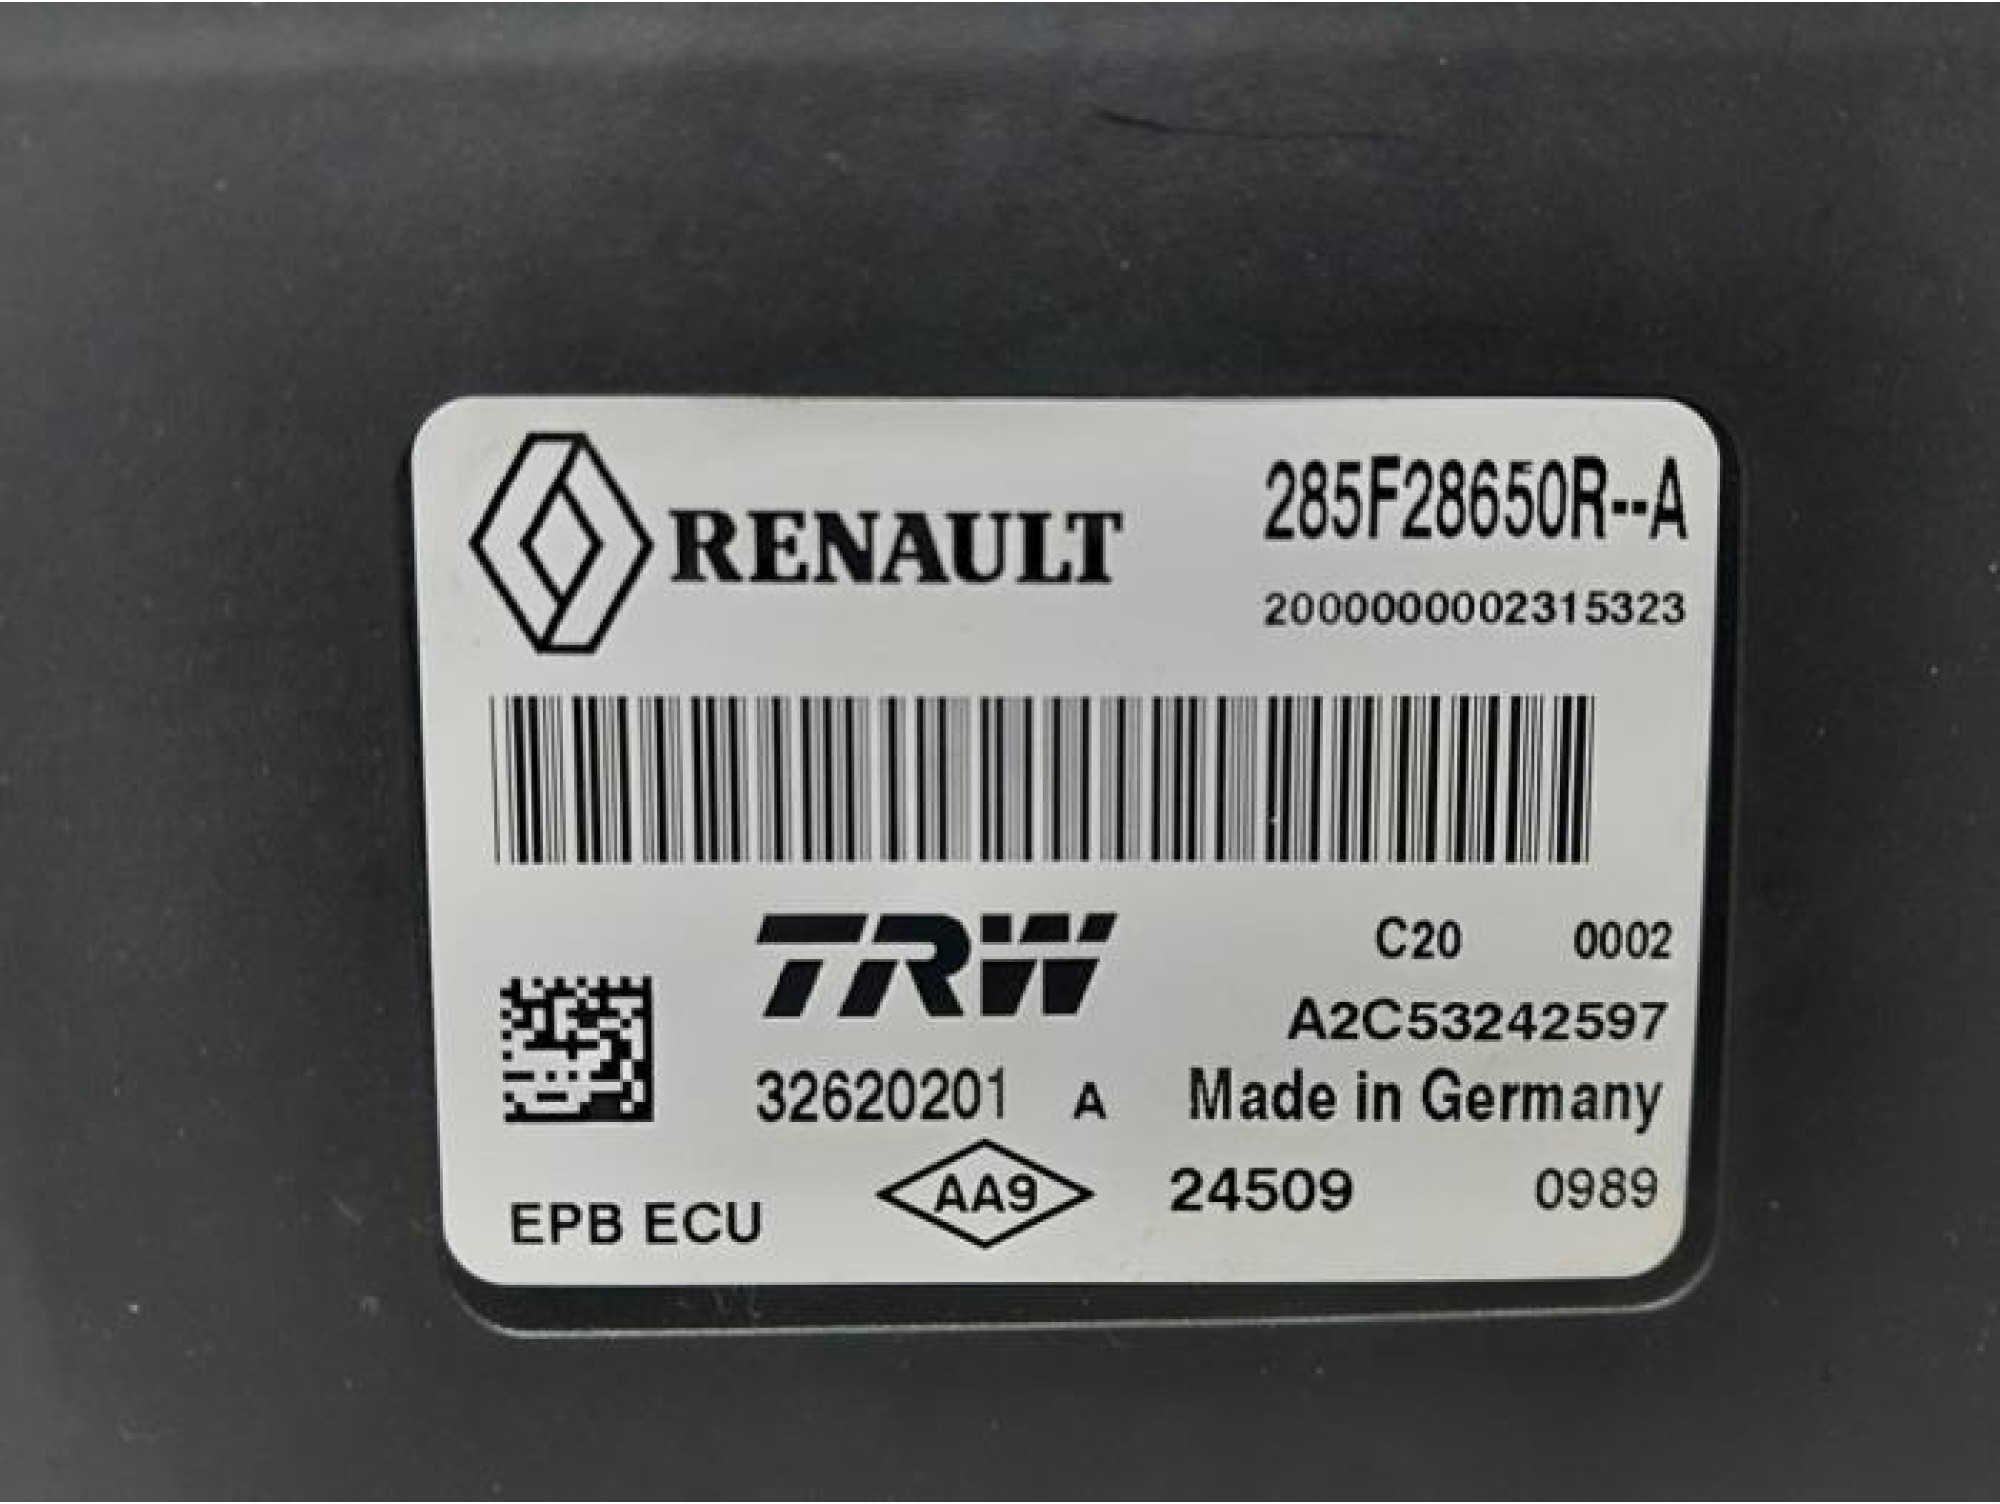 RENAULT
285F28650R--A
2000000002315323
TRW
C20 0002
A2C53242597
32620201 A
Made in Germany
EPB ECU
AA9
24509 0989